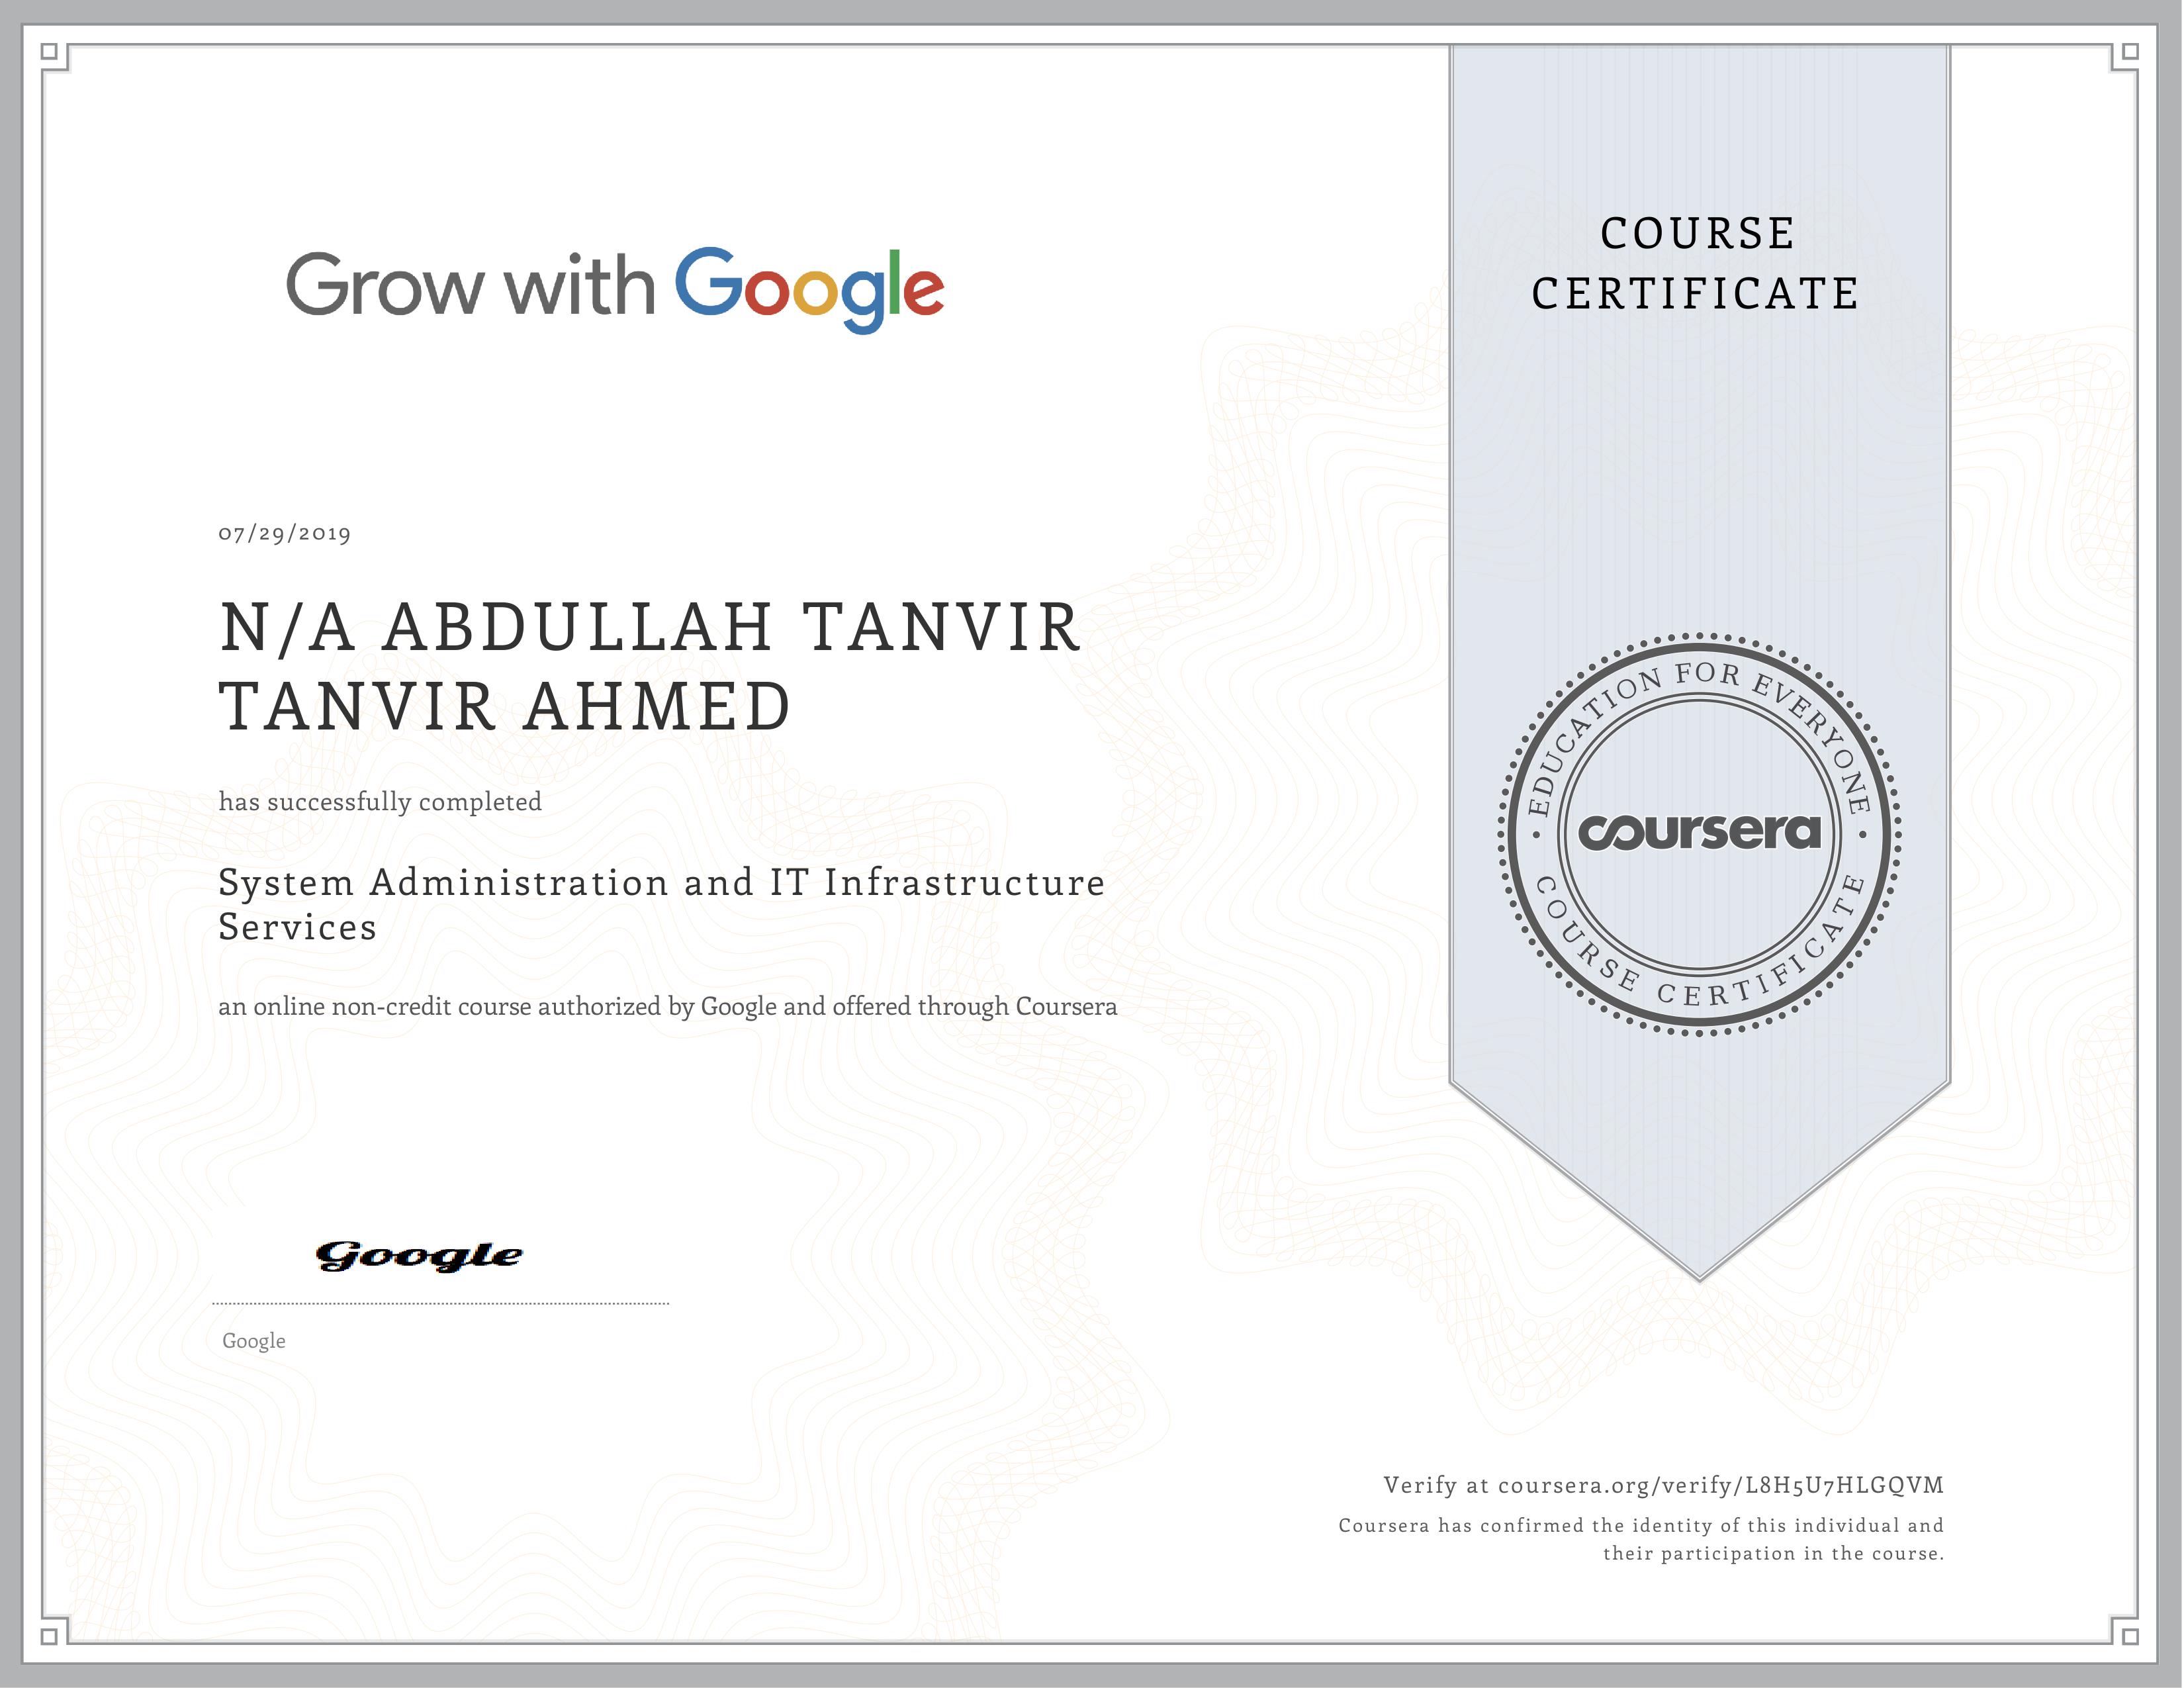 Grow with Google
COURSE
CERTIFICATE
07/29/2019
N/A ABDULLAH TANVIR
TANVIR AHMED
has successfully completed
System Administration and IT Infrastructure
Services
an online non-credit course authorized by Google and offered through Coursera
EDUCATION FOR EVERYONE
coursera
COURSE CERTIFICATE
Google
Google
Verify at coursera.org/verify/L8H5U7HLGQVM
Coursera has confirmed the identity of this individual and
their participation in the course.